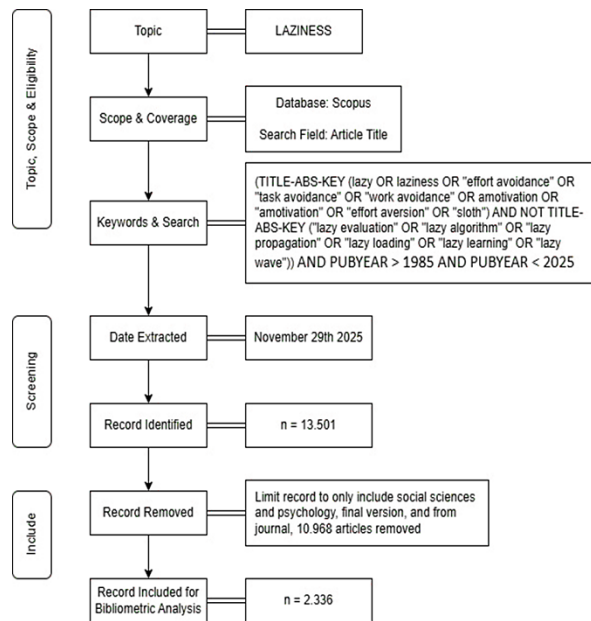 Topic, Scope & Eligibility
Topic
LAZINESS
Scope & Coverage
Database: Scopus
Search Field: Article Title
Keywords & Search
(TITLE-ABS-KEY (lazy OR laziness OR "effort avoidance" OR
"task avoidance" OR "work avoidance" OR amotivation OR
"amotivation" OR "effort aversion" OR "sloth") AND NOT TITLE-
ABS-KEY ("lazy evaluation" OR "lazy algorithm" OR "lazy
propagation" OR "lazy loading" OR "lazy learning" OR "lazy
wave")) AND PUBYEAR > 1985 AND PUBYEAR < 2025
Screening
Date Extracted
November 29th 2025
Record Identified
n = 13.501
Include
Record Removed
Limit record to only include social sciences
and psychology, final version, and from
journal, 10.968 articles removed
Record Included for
Bibliometric Analysis
n = 2.336